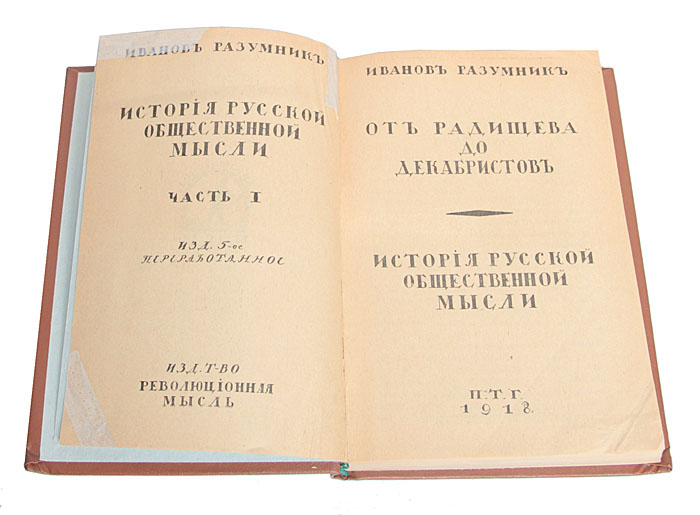 ИВАНОВЪ РАЗУМНИКЪ
ИСТОРІЯ РУССКОЙ
ОБЩЕСТВЕННОЙ
МЫСЛИ
ЧАСТЬ I
ИЗД. 5-ое
ПЕРЕРАБОТАННОЕ
ИЗД. Т-ВО
РЕВОЛЮЦІОННАЯ
МЫСЛЬ
ИВАНОВЪ РАЗУМНИКЪ
ОТЪ РАДИЩЕВА
ДО
ДЕКАБРИСТОВЪ
ИСТОРІЯ РУССКОЙ
ОБЩЕСТВЕННОЙ
МЫСЛИ
П.Т.Г.
1918.